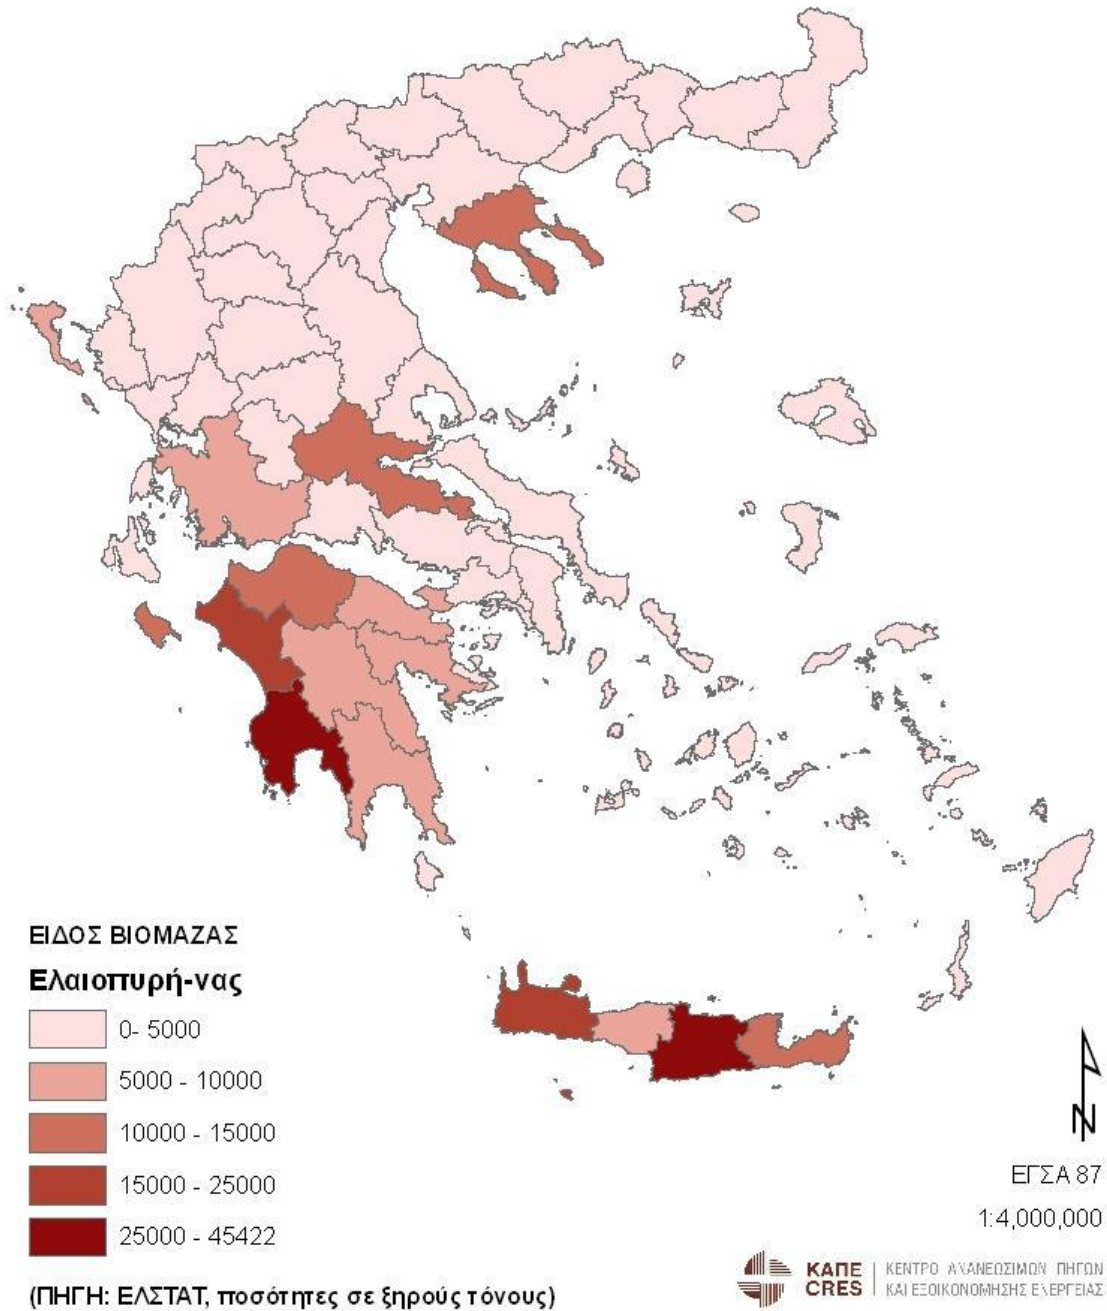 ΕΙΔΟΣ ΒΙΟΜΑΖΑΣ
Ελαιοπυρή-νας
0- 5000
5000 - 10000
10000 - 15000
15000 - 25000
25000 - 45422
(ΠΗΓΗ: ΕΛΣΤΑΤ, ποσότητες σε ξηρούς τόνους)
N
ΕΓΣΑ 87
1:4,000,000
ΚΑΠΕ
CRES
ΚΕΝΤΡΟ ΑΝΑΝΕΩΣΙΜΩΝ ΠΗΓΩΝ
ΚΑΙ ΕΞΟΙΚΟΝΟΜΗΣΗΣ ΕΝΕΡΓΕΙΑΣ